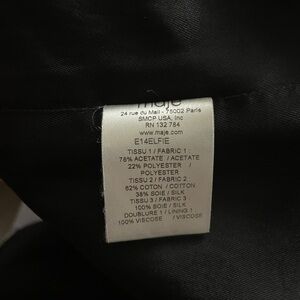 maje
24 rue du Mail - 75002 Paris
SMCP USA, Inc
RN 132 784
www.maje.com
E14ELFIE
TISSU 1 / FABRIC 1 :
78% ACETATE / ACETATE
22% POLYESTER /
POLYESTER
TISSU 2 / FABRIC 2 :
62% COTON / COTTON
38% SOIE / SILK
TISSU 3 / FABRIC 3 :
100% SOIE / SILK
DOUBLURE 1 / LINING 1 :
100% VISCOSE / VISCOSE